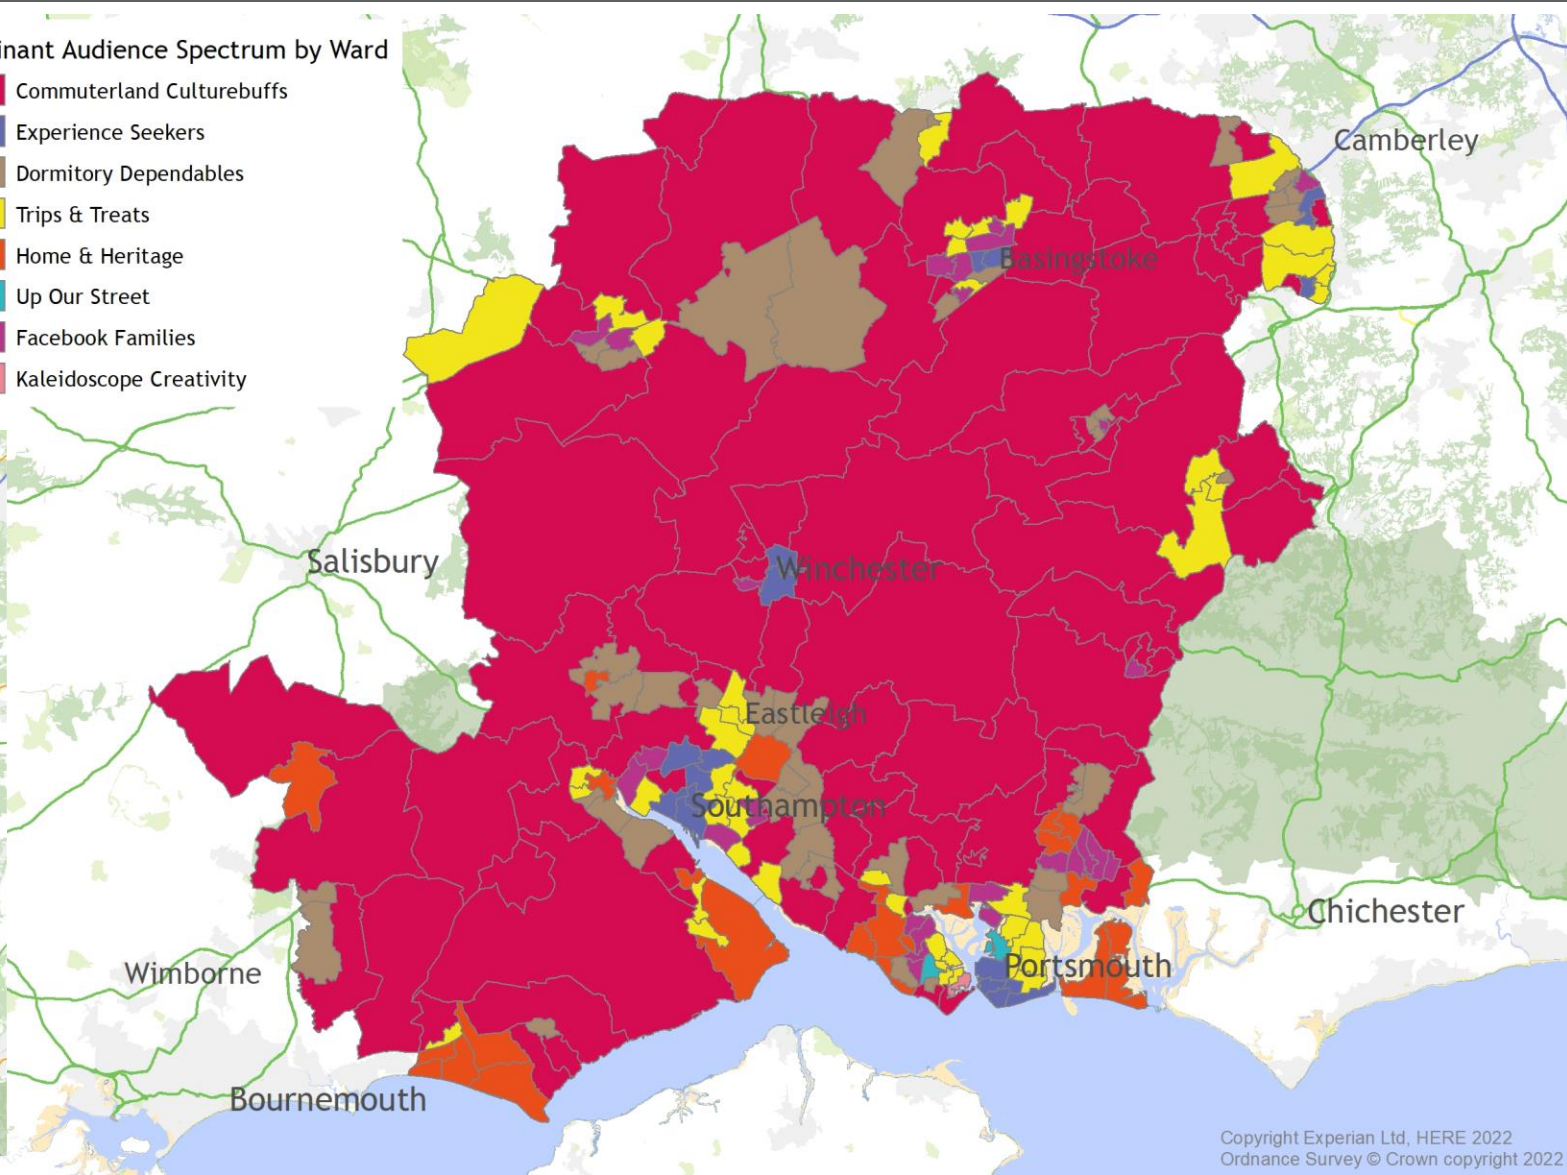 inant Audience Spectrum by Ward
Commuterland Culturebuffs
Experience Seekers
Dormitory Dependables
Trips & Treats
Home & Heritage
Up Our Street
Facebook Families
Kaleidoscope Creativity
Camberley
Basingstoke
Salisbury
Winchester
Eastleigh
Southampton
Chichester
Wimborne
Portsmouth
Bournemouth
Copyright Experian Ltd, HERE 2022
Ordnance Survey © Crown copyright 2022